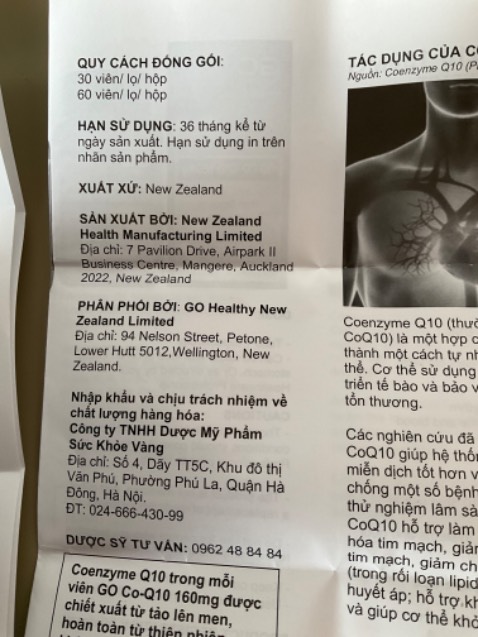 QUY CÁCH ĐÓNG GÓI:
30 viên/ lọ/ hộp
60 viên/ lọ/ hộp
HẠN SỬ DỤNG: 36 tháng kể từ
ngày sản xuất. Hạn sử dụng in trên
nhãn sản phẩm.
XUẤT XỨ: New Zealand
SẢN XUẤT BỞI: New Zealand
Health Manufacturing Limited
Địa chỉ: 7 Pavilion Drive, Airpark II
Business Centre, Mangere, Auckland
2022, New Zealand
PHÂN PHỐI BỞI: GO Healthy New
Zealand Limited
Địa chỉ: 94 Nelson Street, Petone,
Lower Hutt 5012,Wellington, New
Zealand.
Nhập khẩu và chịu trách nhiệm về
chất lượng hàng hóa:
Công ty TNHH Dược Mỹ Phẩm
Sức Khỏe Vàng
Địa chỉ: Số 4, Dãy TT5C, Khu đô thị
Văn Phú, Phường Phú La, Quận Hà
Đông, Hà Nội.
ĐT: 024-666-430-99
DƯỢC SỸ TƯ VẤN: 0962 48 84 84
Coenzyme Q10 trong mỗi
viên GO Co-Q10 160mg được
chiết xuất từ tảo lên men,
hoàn toàn từ thiên nhiên
TÁC DỤNG CỦA
Nguồn: Coenzyme Q10
Coenzyme Q10
CoQ10) là một hợp
thành một cách tự
thể. Cơ thể sử dụng
triển tế bào và bảo
tổn thương.
Các nghiên cứu đã
CoQ10 giúp hệ
miễn dịch tốt hơn
chống một số bệnh
thử nghiệm lâm
CoQ10 hỗ trợ làm
hóa tim mạch,
tim mạch, giảm
(trong rối loạn lipid
huyết áp; hỗ trợ
và giúp cơ thể